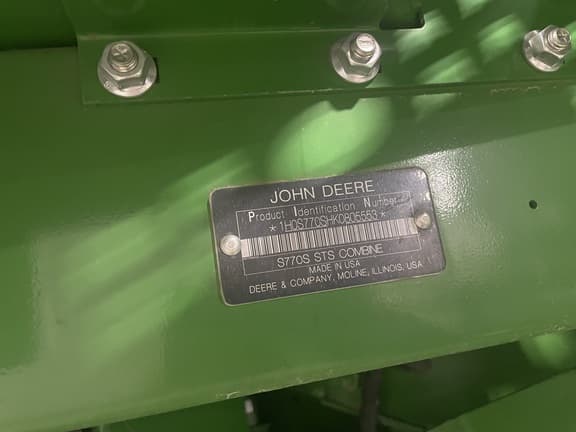 JOHN DEERE
Product Identification Number
*1H0S770SHK0805553*
S770S STS COMBINE
MADE IN USA
DEERE & COMPANY, MOLINE, ILLINOIS, USA